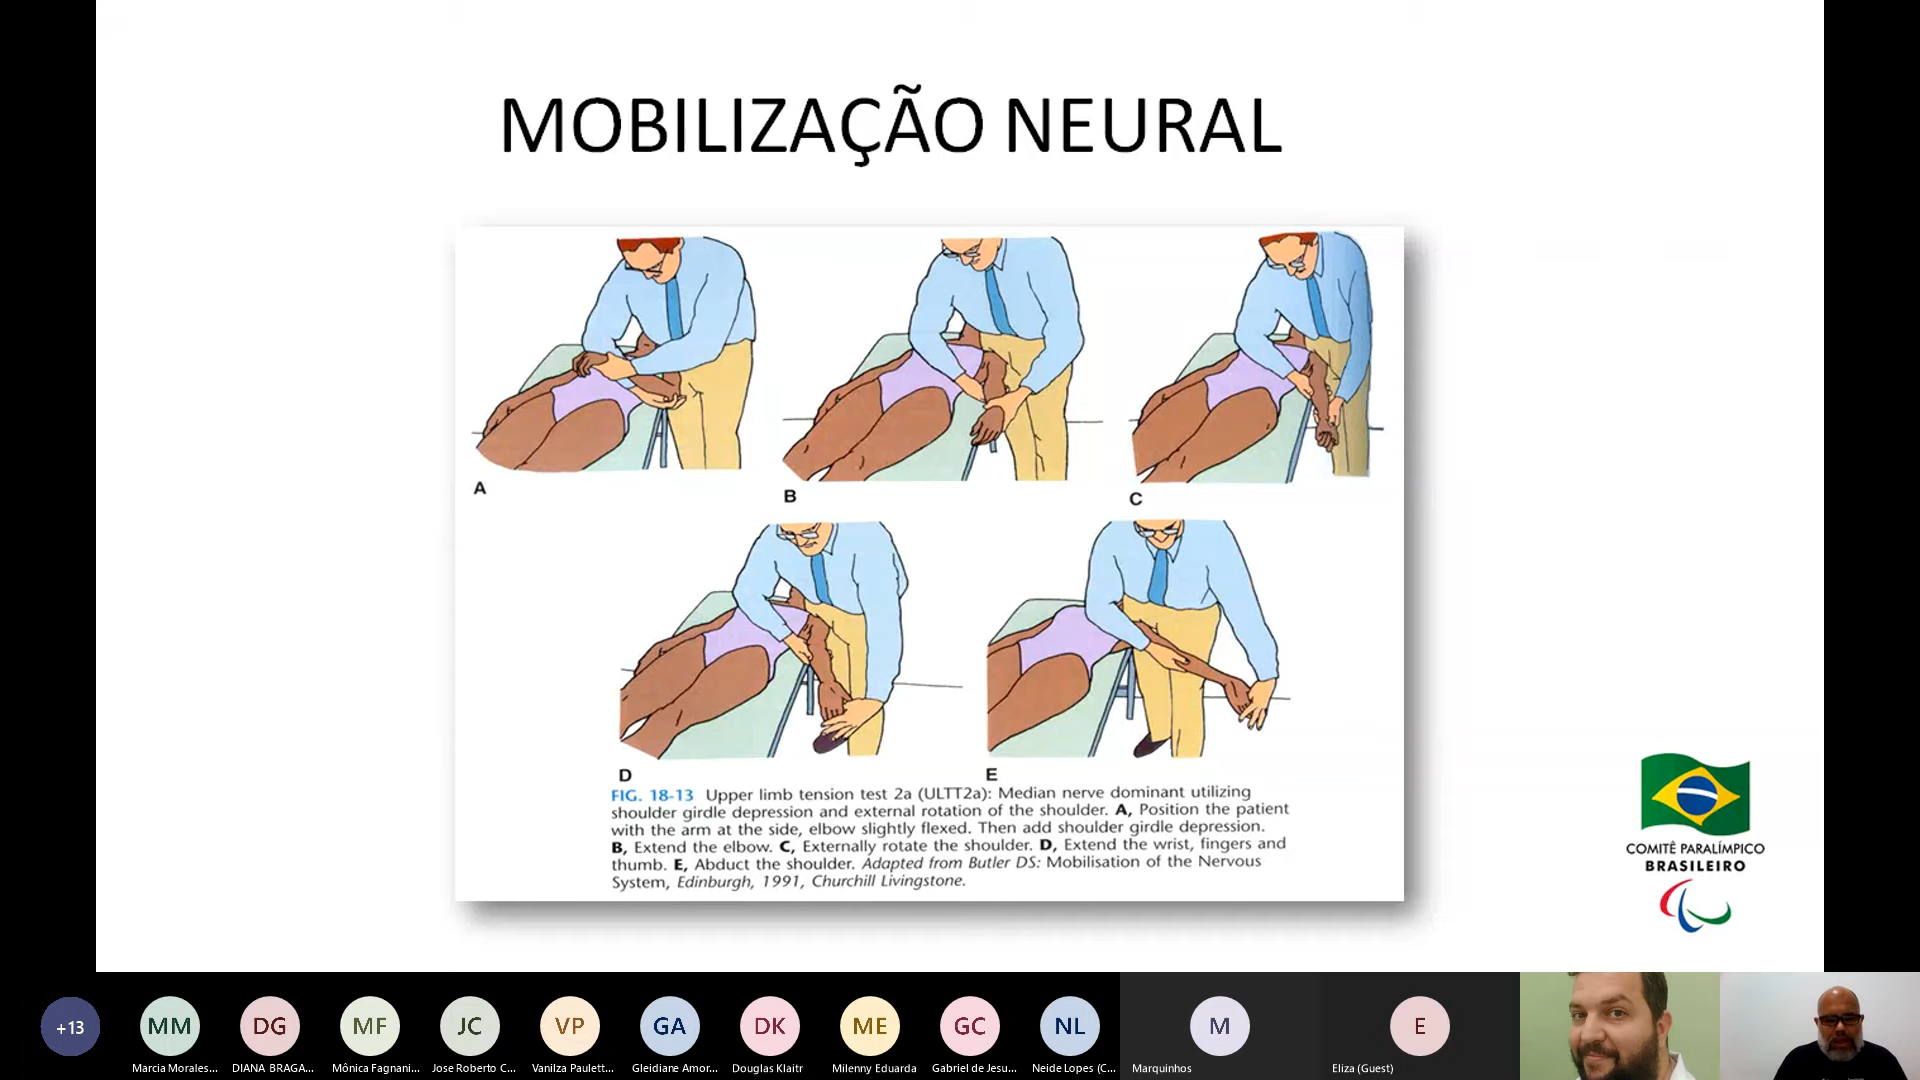 MOBILIZAÇÃO NEURAL
A
B
C
D
E
FIG. 18-13 Upper limb tension test 2a (ULTT2a): Median nerve dominant utilizing
shoulder girdle depression and external rotation of the shoulder. A, Position the patient
with the arm at the side, elbow slightly flexed. Then add shoulder girdle depression.
B, Extend the elbow. C, Externally rotate the shoulder. D, Extend the wrist, fingers and
thumb. E, Abduct the shoulder. Adapted from Butler DS: Mobilisation of the Nervous
System, Edinburgh, 1991, Churchill Livingstone.
COMITÊ PARALÍMPICO
BRASILEIRO
+13
MM
DG
MF
JC
VP
GA
DK
ME
GC
NL
M
E
Marcia Morales...
DIANA BRAGA...
Mônica Fagnani...
Jose Roberto C...
Vanilza Paulett...
Gleidiane Amor...
Douglas Klaitr
Milenny Eduarda
Gabriel de Jesu...
Neide Lopes (C...
Marquinhos
Eliza (Guest)